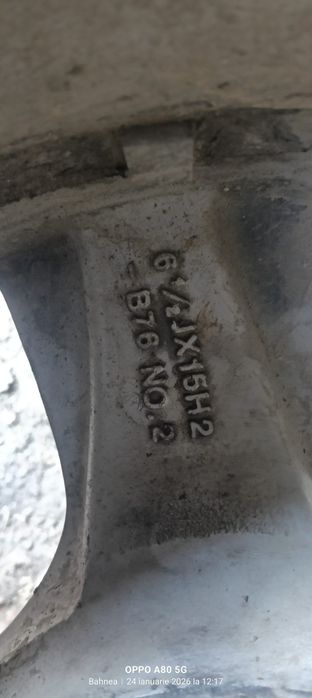 6 1/2JX15H2
- B76 NO.2
OPPO A80 5G
Bahnea | 24 ianuarie 2026 la 12:17